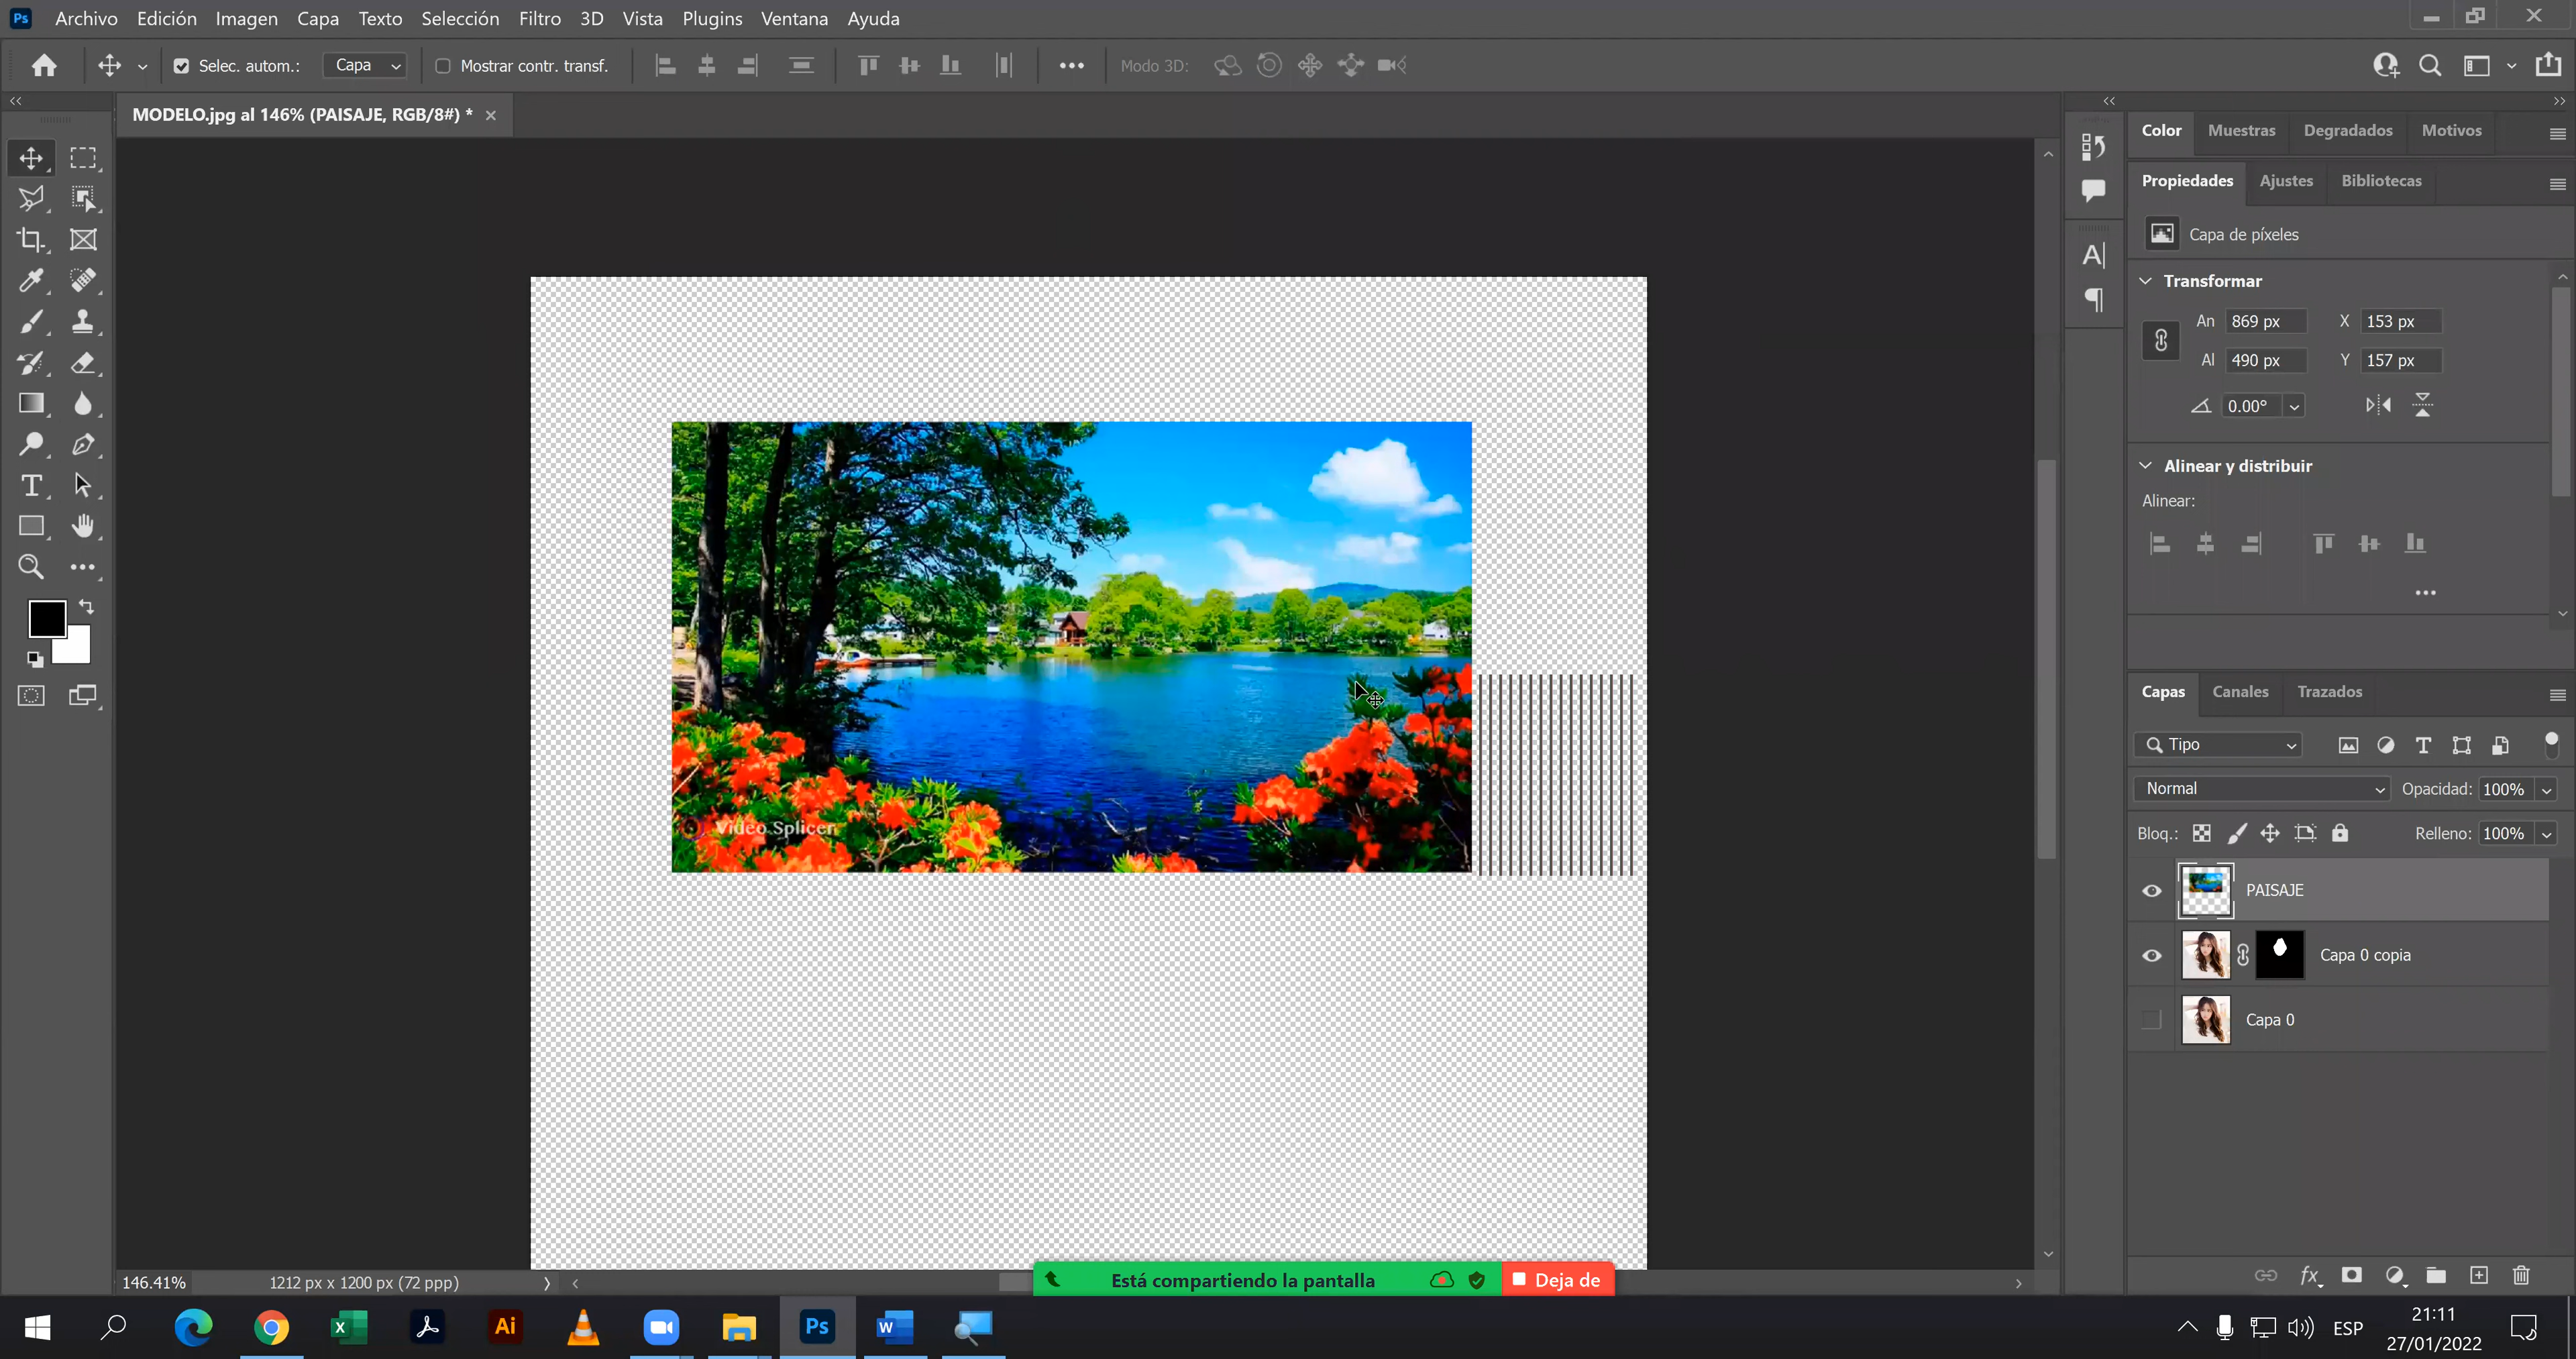 Ps Archivo Edición Imagen Capa Texto Selección Filtro 3D Vista Plugins Ventana Ayuda
Selec. autom.: Capa Mostrar contr. transf. Modo 3D:
MODELO.jpg al 146% (PAISAJE, RGB/8#) *
Color Muestras Degradados Motivos
Propiedades Ajustes Bibliotecas
Capa de píxeles
Transformar
An 869 px X 153 px
Al 490 px Y 157 px
0.00°
Alinear y distribuir
Alinear:
Video Splicer
Capas Canales Trazados
Tipo
Normal Opacidad: 100%
Bloq.: Relleno: 100%
PAISAJE
Capa 0 copia
Capa 0
146.41% 1212 px x 1200 px (72 ppp)
Está compartiendo la pantalla Deja de
Ai Ps W
ESP
21:11
27/01/2022